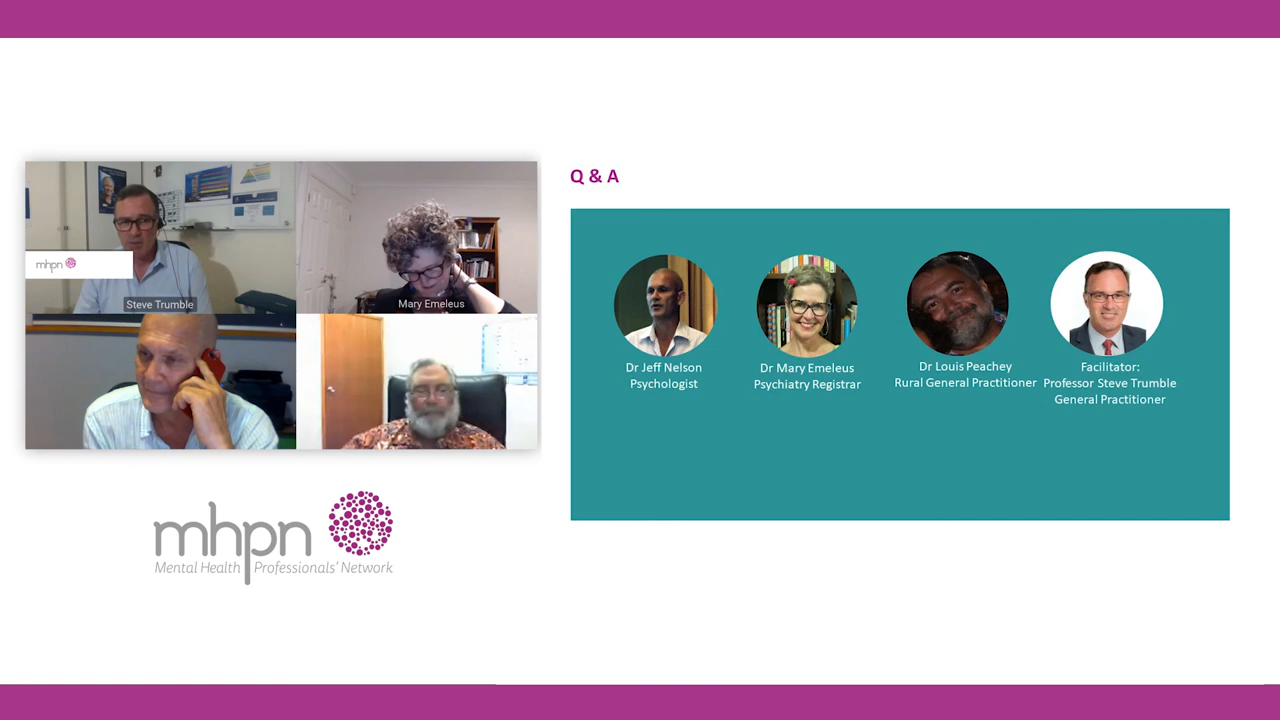 mhpn
Steve Trumble
Mary Emeleus
mhpn
Mental Health Professionals' Network
Q & A
Dr Jeff Nelson
Psychologist
Dr Mary Emeleus
Psychiatry Registrar
Dr Louis Peachey
Rural General Practitioner
Facilitator:
Professor Steve Trumble
General Practitioner